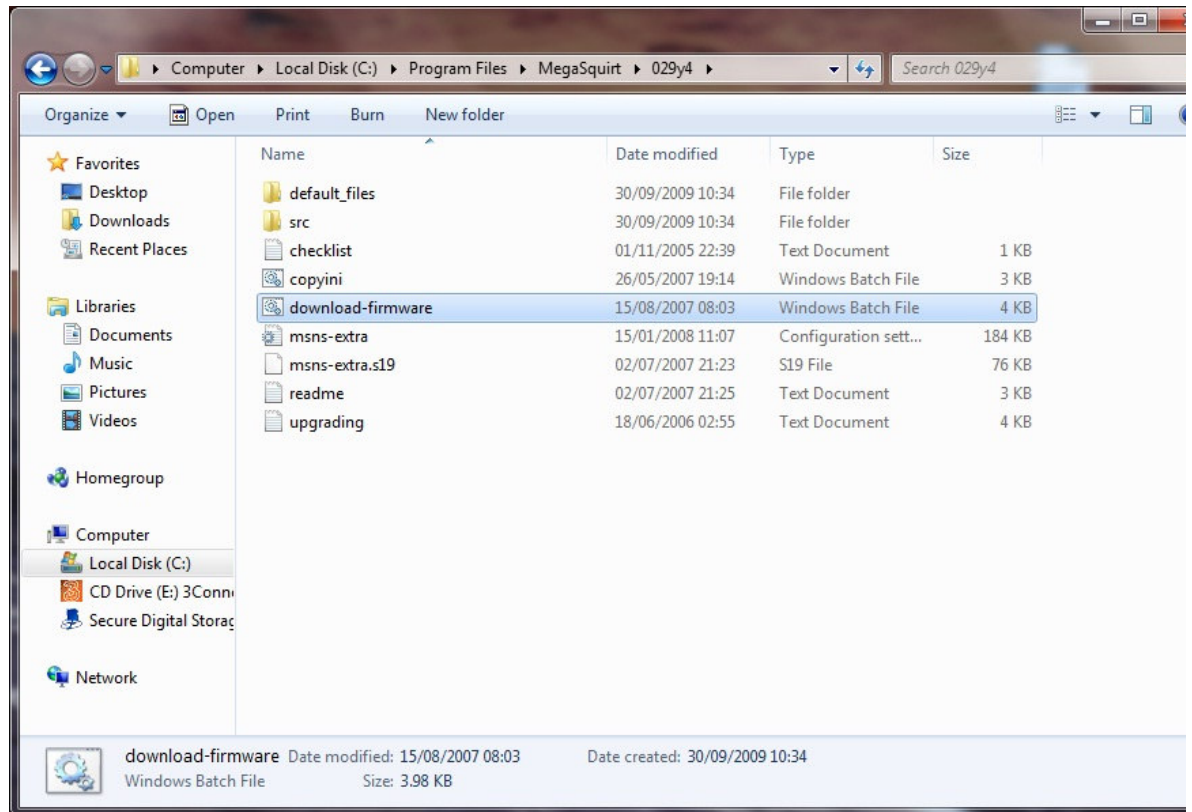 Computer Local Disk (C:) Program Files MegaSquirt 029y4 Search 029y4
Organize Open Print Burn New folder
Favorites
Desktop
Downloads
Recent Places
Libraries
Documents
Music
Pictures
Videos
Homegroup
Computer
Local Disk (C:)
CD Drive (E:) 3Conn
Secure Digital Storag
Network
Name Date modified Type Size
default_files 30/09/2009 10:34 File folder
src 30/09/2009 10:34 File folder
checklist 01/11/2005 22:39 Text Document 1 KB
copyini 26/05/2007 19:14 Windows Batch File 3 KB
download-firmware 15/08/2007 08:03 Windows Batch File 4 KB
msns-extra 15/01/2008 11:07 Configuration sett... 184 KB
msns-extra.s19 02/07/2007 21:23 S19 File 76 KB
readme 02/07/2007 21:25 Text Document 3 KB
upgrading 18/06/2006 02:55 Text Document 4 KB
download-firmware Date modified: 15/08/2007 08:03 Date created: 30/09/2009 10:34
Windows Batch File Size: 3.98 KB